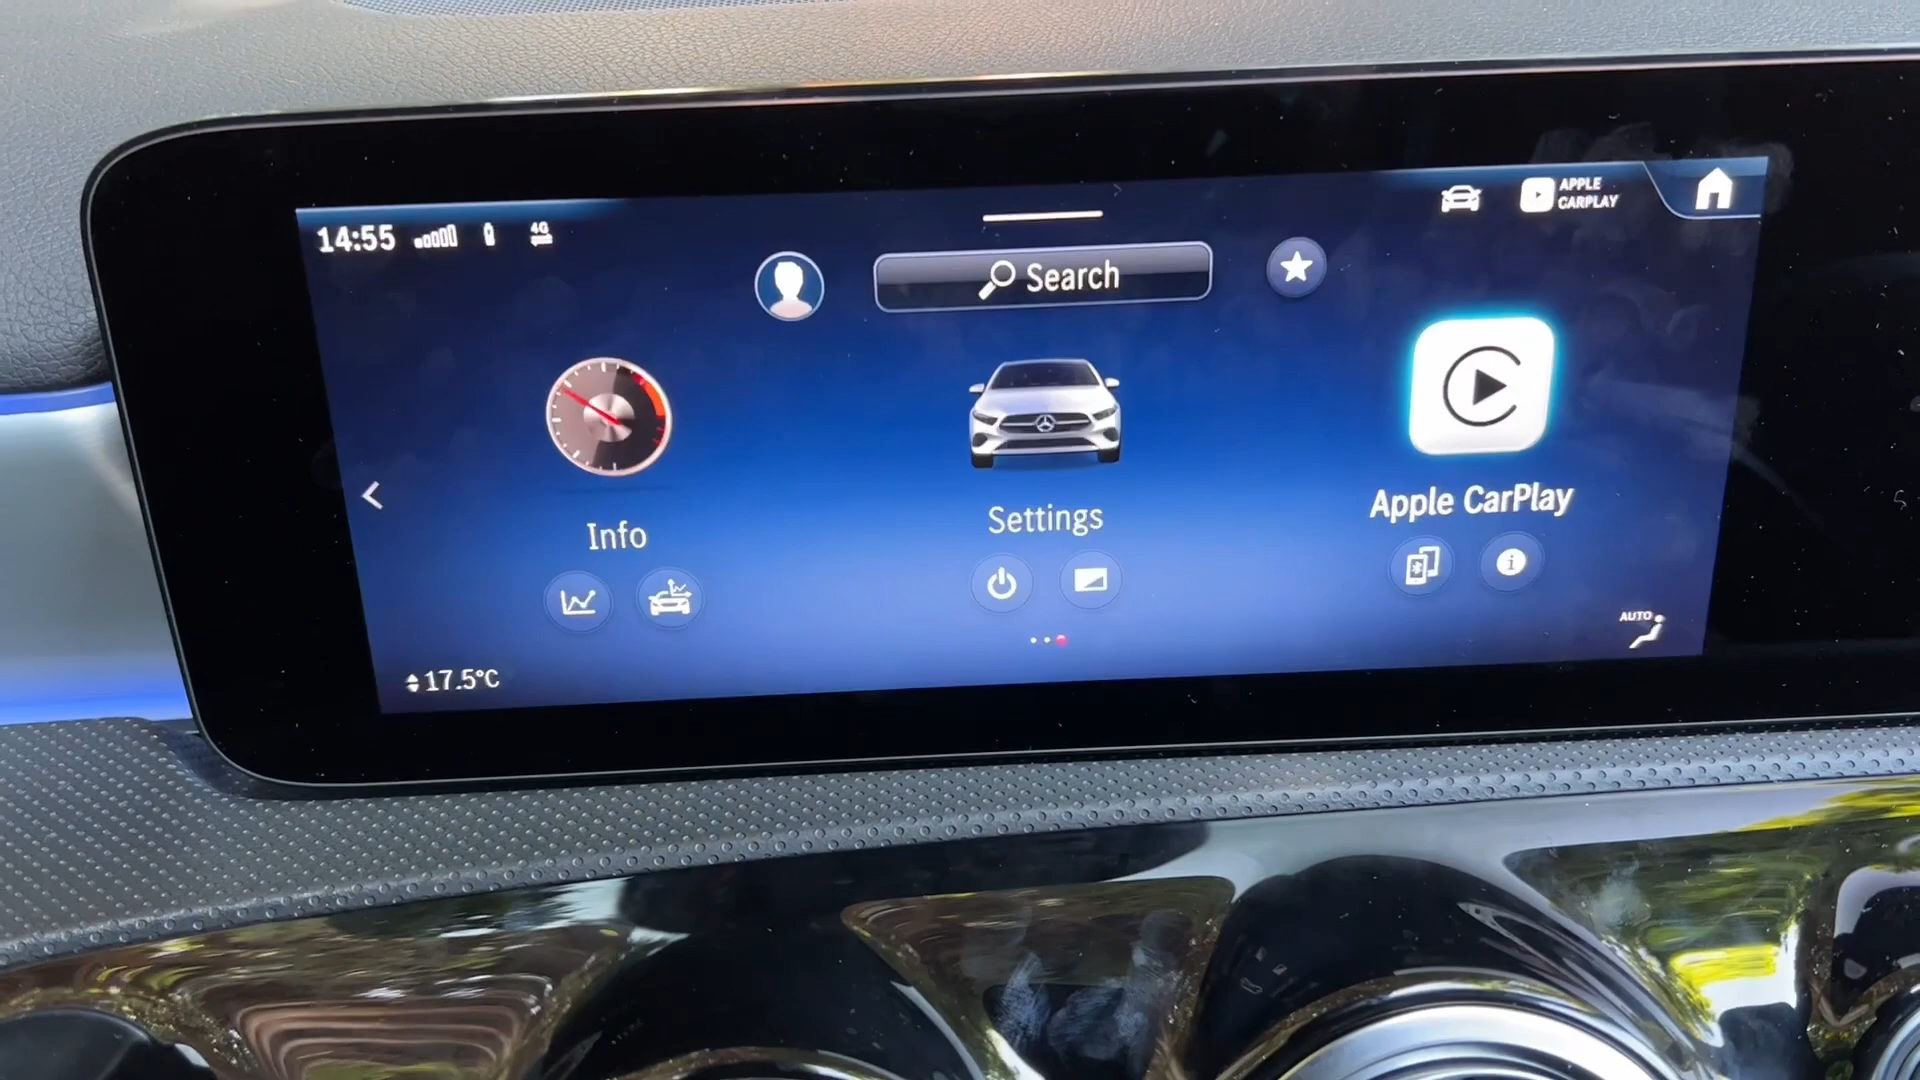 14:55
4G
APPLE
CARPLAY
Search
Info
Settings
Apple CarPlay
17.5°C
AUTO